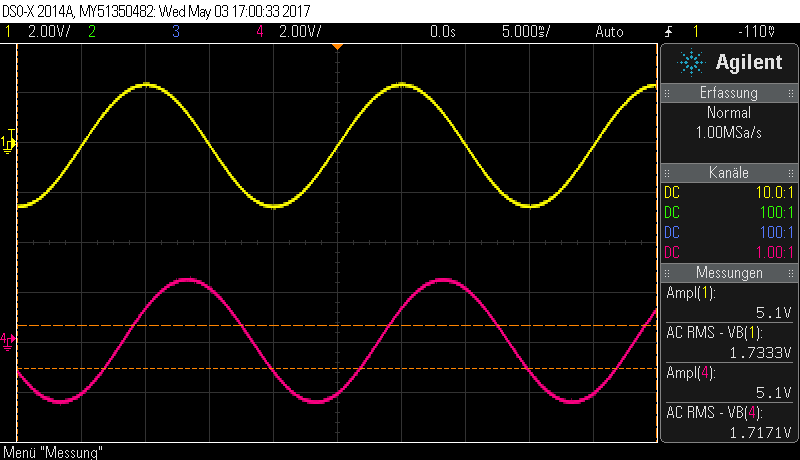 DSO-X 2014A, MY51350482: Wed May 03 17:00:33 2017
1 2.00V/ 2 3 4 2.00V/ 0.0s 5.000ms/ Auto 1 -110mV
Agilent
Erfassung
Normal
1.00MSa/s
Kanäle
DC 10.0:1
DC 100:1
DC 100:1
DC 1.00:1
Messungen
Ampl(1):
5.1V
AC RMS - VB(1):
1.7333V
Ampl(4):
5.1V
AC RMS - VB(4):
1.7171V
1
T
4
Menü "Messung"